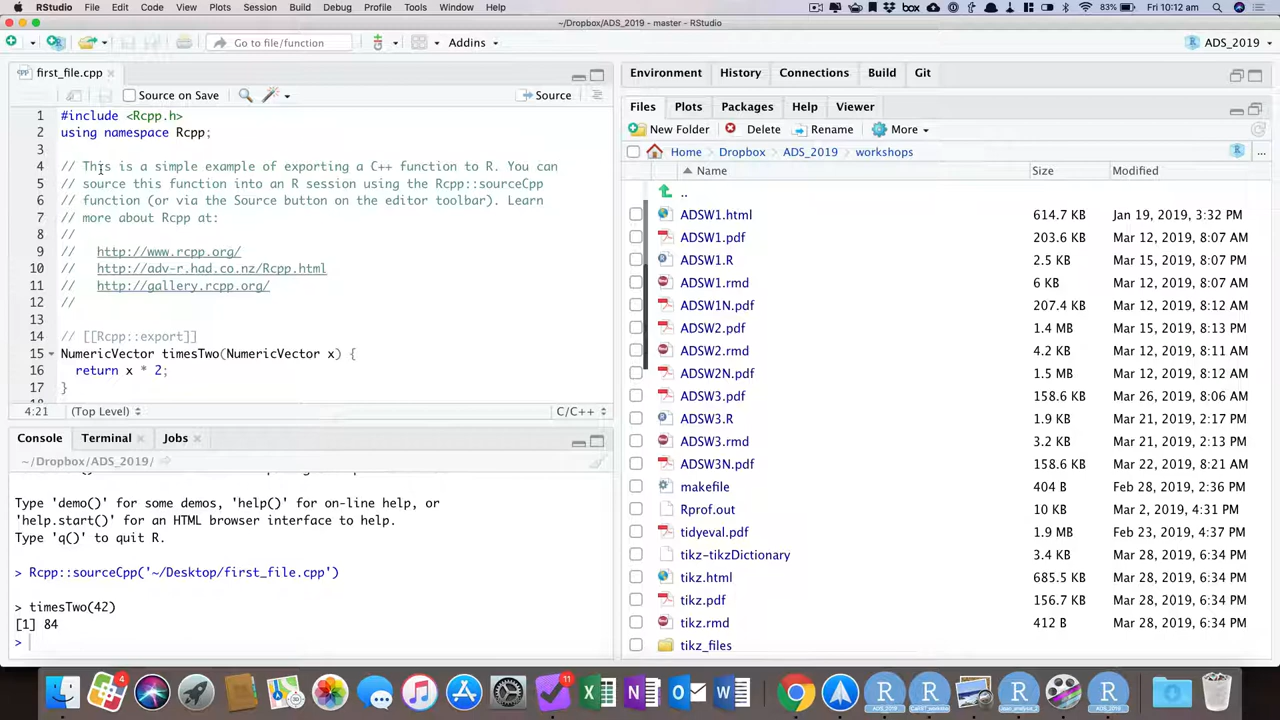 RStudio File Edit Code View Plots Session Build Debug Profile Tools Window Help 83% Fri 10:12 am
~/Dropbox/ADS_2019 - master - RStudio
Go to file/function Addins ADS_2019
first_file.cpp
Source on Save Source
1 #include <Rcpp.h>
2 using namespace Rcpp;
3
4 // This is a simple example of exporting a C++ function to R. You can
5 // source this function into an R session using the Rcpp::sourceCpp
6 // function (or via the Source button on the editor toolbar). Learn
7 // more about Rcpp at:
8 //
9 // http://www.rcpp.org/
10 // http://adv-r.had.co.nz/Rcpp.html
11 // http://gallery.rcpp.org/
12 //
13
14 // [[Rcpp::export]]
15 NumericVector timesTwo(NumericVector x) {
16 return x * 2;
17 }
4:21 (Top Level) C/C++
Console Terminal Jobs
~/Dropbox/ADS_2019/
Type 'demo()' for some demos, 'help()' for on-line help, or
'help.start()' for an HTML browser interface to help.
Type 'q()' to quit R.
> Rcpp::sourceCpp('~/Desktop/first_file.cpp')
> timesTwo(42)
[1] 84
>
Environment History Connections Build Git
Files Plots Packages Help Viewer
New Folder Delete Rename More
Home Dropbox ADS_2019 workshops
Name Size Modified
..
ADSW1.html 614.7 KB Jan 19, 2019, 3:32 PM
ADSW1.pdf 203.6 KB Mar 12, 2019, 8:07 AM
ADSW1.R 2.5 KB Mar 15, 2019, 8:07 PM
ADSW1.rmd 6 KB Mar 12, 2019, 8:07 AM
ADSW1N.pdf 207.4 KB Mar 12, 2019, 8:12 AM
ADSW2.pdf 1.4 MB Mar 15, 2019, 8:13 PM
ADSW2.rmd 4.2 KB Mar 12, 2019, 8:11 AM
ADSW2N.pdf 1.5 MB Mar 12, 2019, 8:12 AM
ADSW3.pdf 158.6 KB Mar 26, 2019, 8:06 AM
ADSW3.R 1.9 KB Mar 21, 2019, 2:17 PM
ADSW3.rmd 3.2 KB Mar 21, 2019, 2:13 PM
ADSW3N.pdf 158.6 KB Mar 22, 2019, 8:21 AM
makefile 404 B Feb 28, 2019, 2:36 PM
Rprof.out 10 KB Mar 2, 2019, 4:31 PM
tidyeval.pdf 1.9 MB Feb 23, 2019, 4:37 PM
tikz-tikzDictionary 3.4 KB Mar 28, 2019, 6:34 PM
tikz.html 685.5 KB Mar 28, 2019, 6:34 PM
tikz.pdf 156.7 KB Mar 28, 2019, 6:34 PM
tikz.rmd 412 B Mar 28, 2019, 6:34 PM
tikz_files